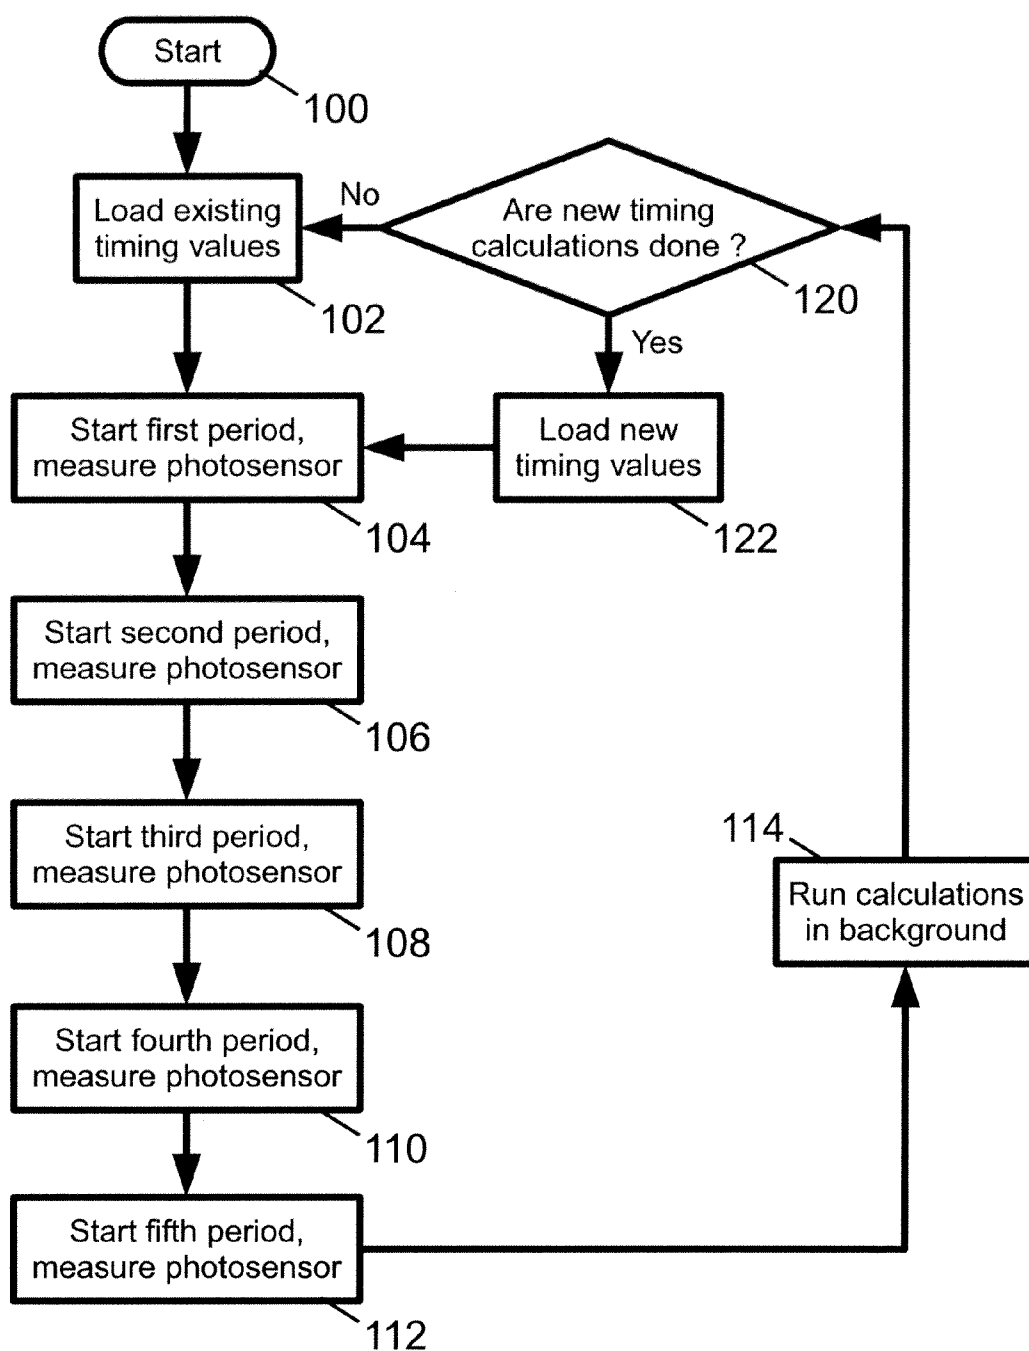 Start
100
Load existing
timing values
102
No
Are new timing
calculations done ?
120
Yes
Load new
timing values
122
Start first period,
measure photosensor
104
Start second period,
measure photosensor
106
Start third period,
measure photosensor
108
114
Run calculations
in background
Start fourth period,
measure photosensor
110
Start fifth period,
measure photosensor
112